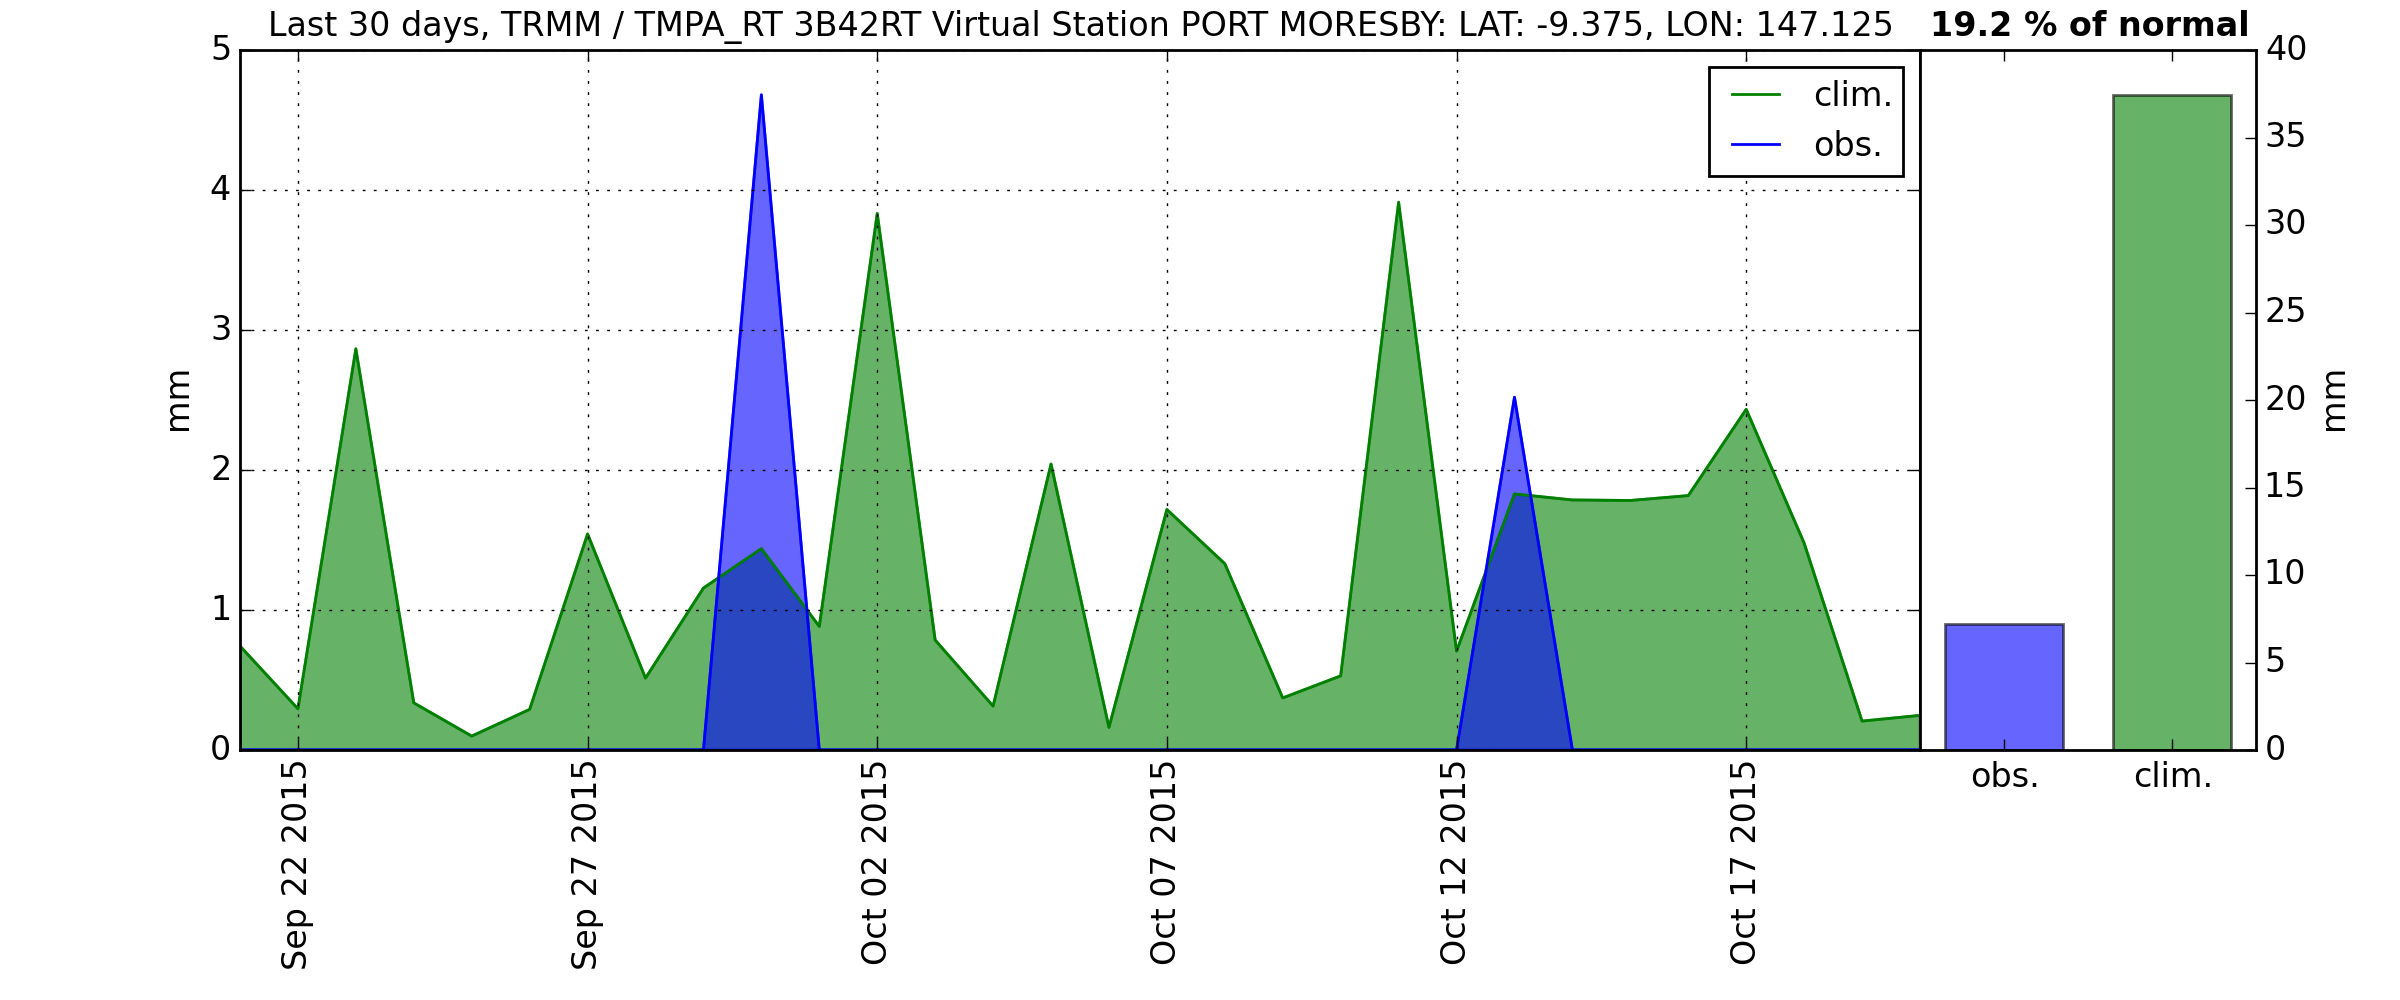 Last 30 days, TRMM / TMPA_RT 3B42RT Virtual Station PORT MORESBY: LAT: -9.375, LON: 147.125
19.2 % of normal
5
4
3
2
1
0
mm
clim.
obs.
Sep 22 2015
Sep 27 2015
Oct 02 2015
Oct 07 2015
Oct 12 2015
Oct 17 2015
40
35
30
25
20
15
10
5
0
mm
obs.
clim.